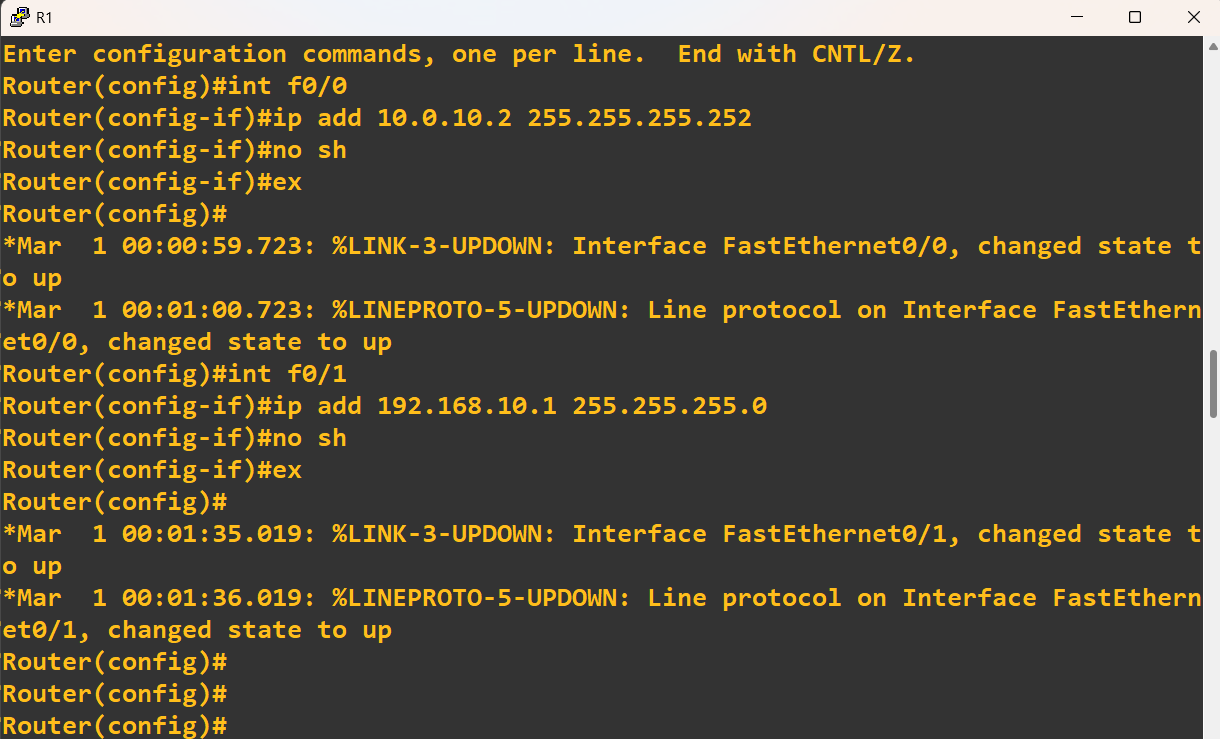 R1
Enter configuration commands, one per line.  End with CNTL/Z.
Router(config)#int f0/0
Router(config-if)#ip add 10.0.10.2 255.255.255.252
Router(config-if)#no sh
Router(config-if)#ex
Router(config)#
*Mar  1 00:00:59.723: %LINK-3-UPDOWN: Interface FastEthernet0/0, changed state t
o up
*Mar  1 00:01:00.723: %LINEPROTO-5-UPDOWN: Line protocol on Interface FastEthern
et0/0, changed state to up
Router(config)#int f0/1
Router(config-if)#ip add 192.168.10.1 255.255.255.0
Router(config-if)#no sh
Router(config-if)#ex
Router(config)#
*Mar  1 00:01:35.019: %LINK-3-UPDOWN: Interface FastEthernet0/1, changed state t
o up
*Mar  1 00:01:36.019: %LINEPROTO-5-UPDOWN: Line protocol on Interface FastEthern
et0/1, changed state to up
Router(config)#
Router(config)#
Router(config)#